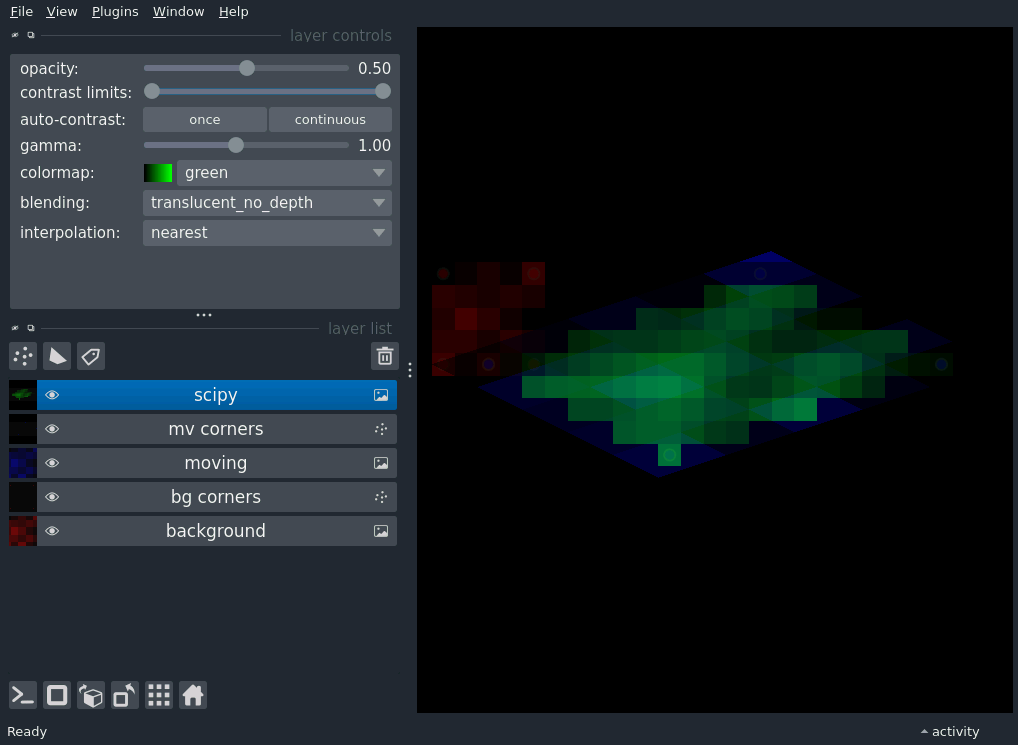 File View Plugins Window Help
layer controls
opacity: 0.50
contrast limits:
auto-contrast: once continuous
gamma: 1.00
colormap: green
blending: translucent_no_depth
interpolation: nearest
layer list
scipy
mv corners
moving
bg corners
background
Ready activity